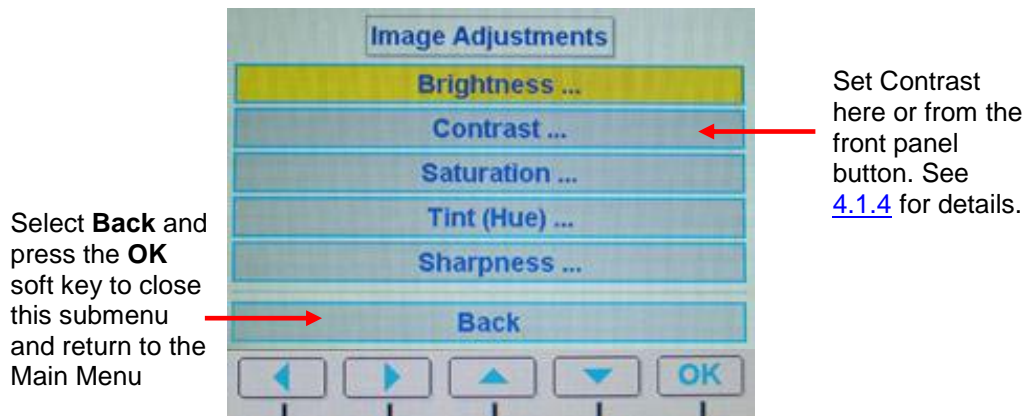 Image Adjustments
Brightness ...
Contrast ...
Saturation ...
Tint (Hue) ...
Sharpness ...
Back
OK
Set Contrast
here or from the
front panel
button. See
4.1.4 for details.
Select Back and
press the OK
soft key to close
this submenu
and return to the
Main Menu